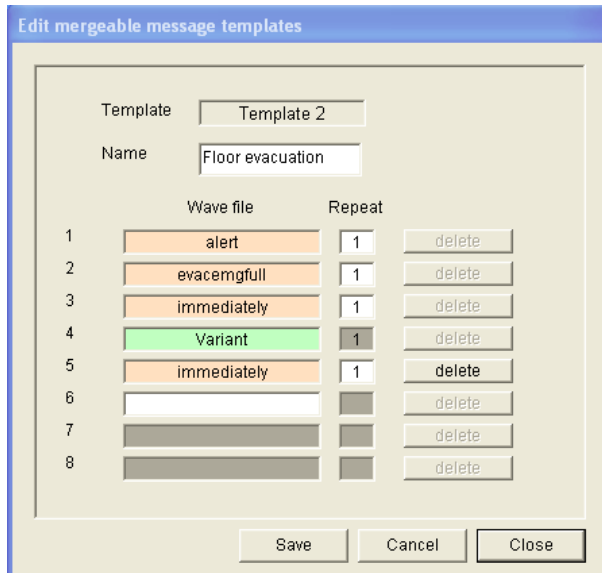 Edit mergeable message templates
Template Template 2
Name Floor evacuation
Wave file Repeat
1 alert 1 delete
2 evacemgfull 1 delete
3 immediately 1 delete
4 Variant 1 delete
5 immediately 1 delete
6 delete
7 delete
8 delete
Save Cancel Close